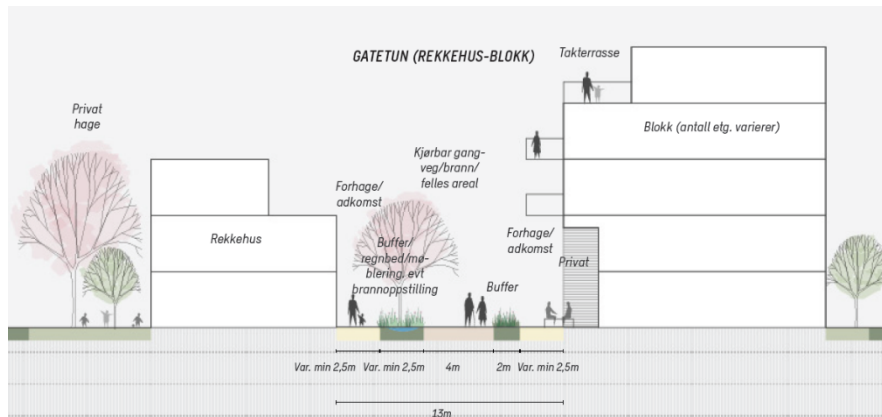 GATETUN (REKKEHUS-BLOKK)
Takterrasse
Privat
hage
Blokk (antall etg. varierer)
Kjørbar gang-
veg/brann/
felles areal
Forhage/
adkomst
Rekkehus
Buffer/
regnbed/mø-
blering, evt
brannoppstilling
Forhage/
adkomst
Privat
Buffer
Var. min 2,5m Var. min 2,5m 4m 2m Var. min 2,5m
13m